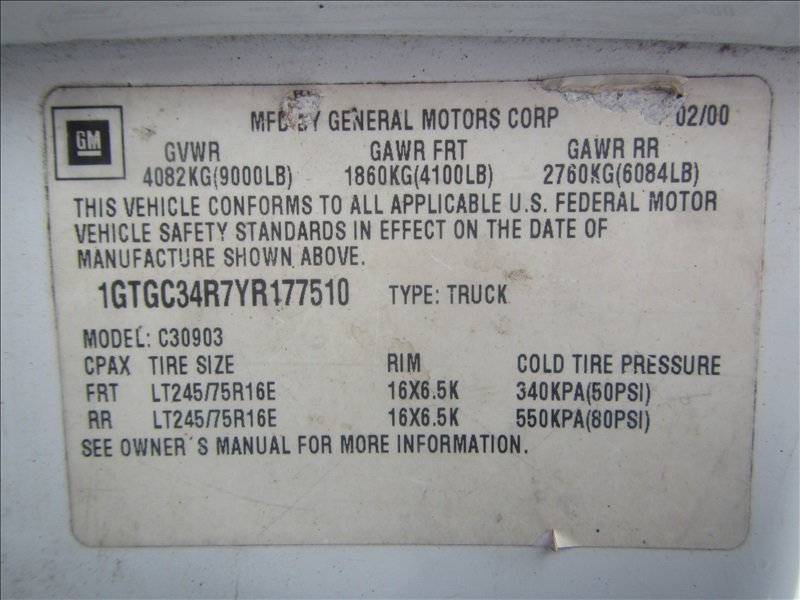 GM
MFD BY GENERAL MOTORS CORP 02/00
GVWR GAWR FRT GAWR RR
4082KG(9000LB) 1860KG(4100LB) 2760KG(6084LB)
THIS VEHICLE CONFORMS TO ALL APPLICABLE U.S. FEDERAL MOTOR
VEHICLE SAFETY STANDARDS IN EFFECT ON THE DATE OF
MANUFACTURE SHOWN ABOVE.
1GTGC34R7YR177510 TYPE: TRUCK
MODEL: C30903
CPAX TIRE SIZE RIM COLD TIRE PRESSURE
FRT LT245/75R16E 16X6.5K 340KPA(50PSI)
RR LT245/75R16E 16X6.5K 550KPA(80PSI)
SEE OWNER´S MANUAL FOR MORE INFORMATION.